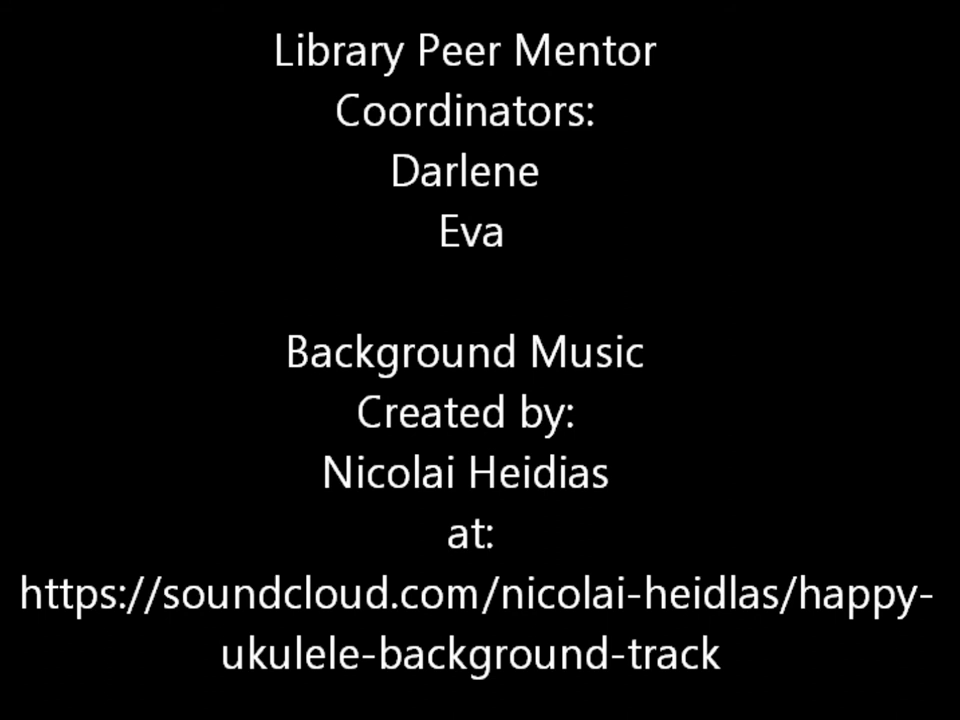 Library Peer Mentor
Coordinators:
Darlene
Eva
Background Music
Created by:
Nicolai Heidias
at:
https://soundcloud.com/nicolai-heidlas/happy-
ukulele-background-track